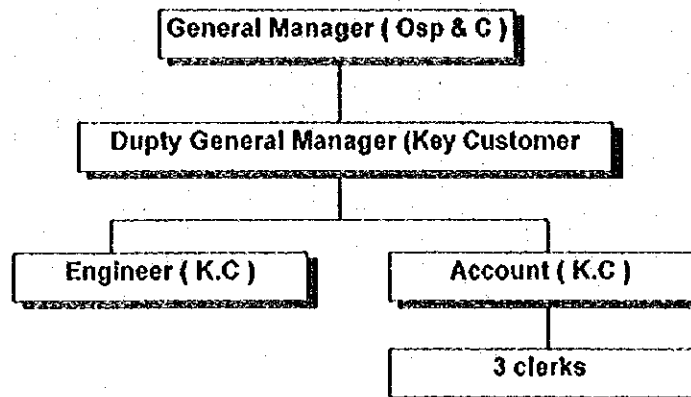 General Manager ( Osp & C )
Dupty General Manager (Key Customer
Engineer ( K.C )
Account ( K.C )
3 clerks